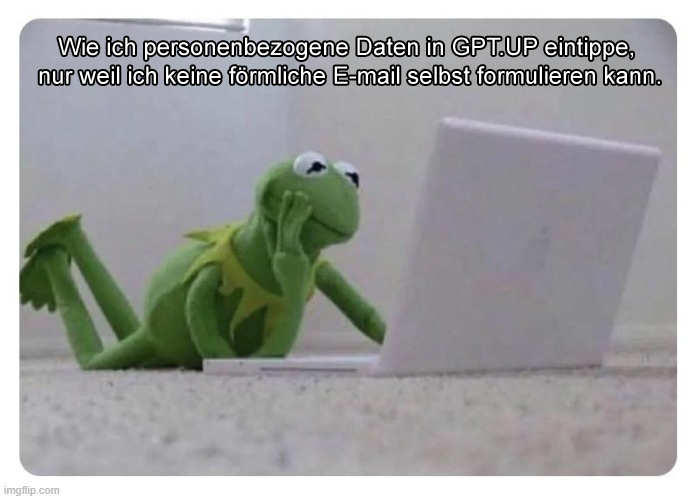 Wie ich personenbezogene Daten in GPT.UP eintippe,
nur weil ich keine förmliche E-mail selbst formulieren kann.
imgflip.com